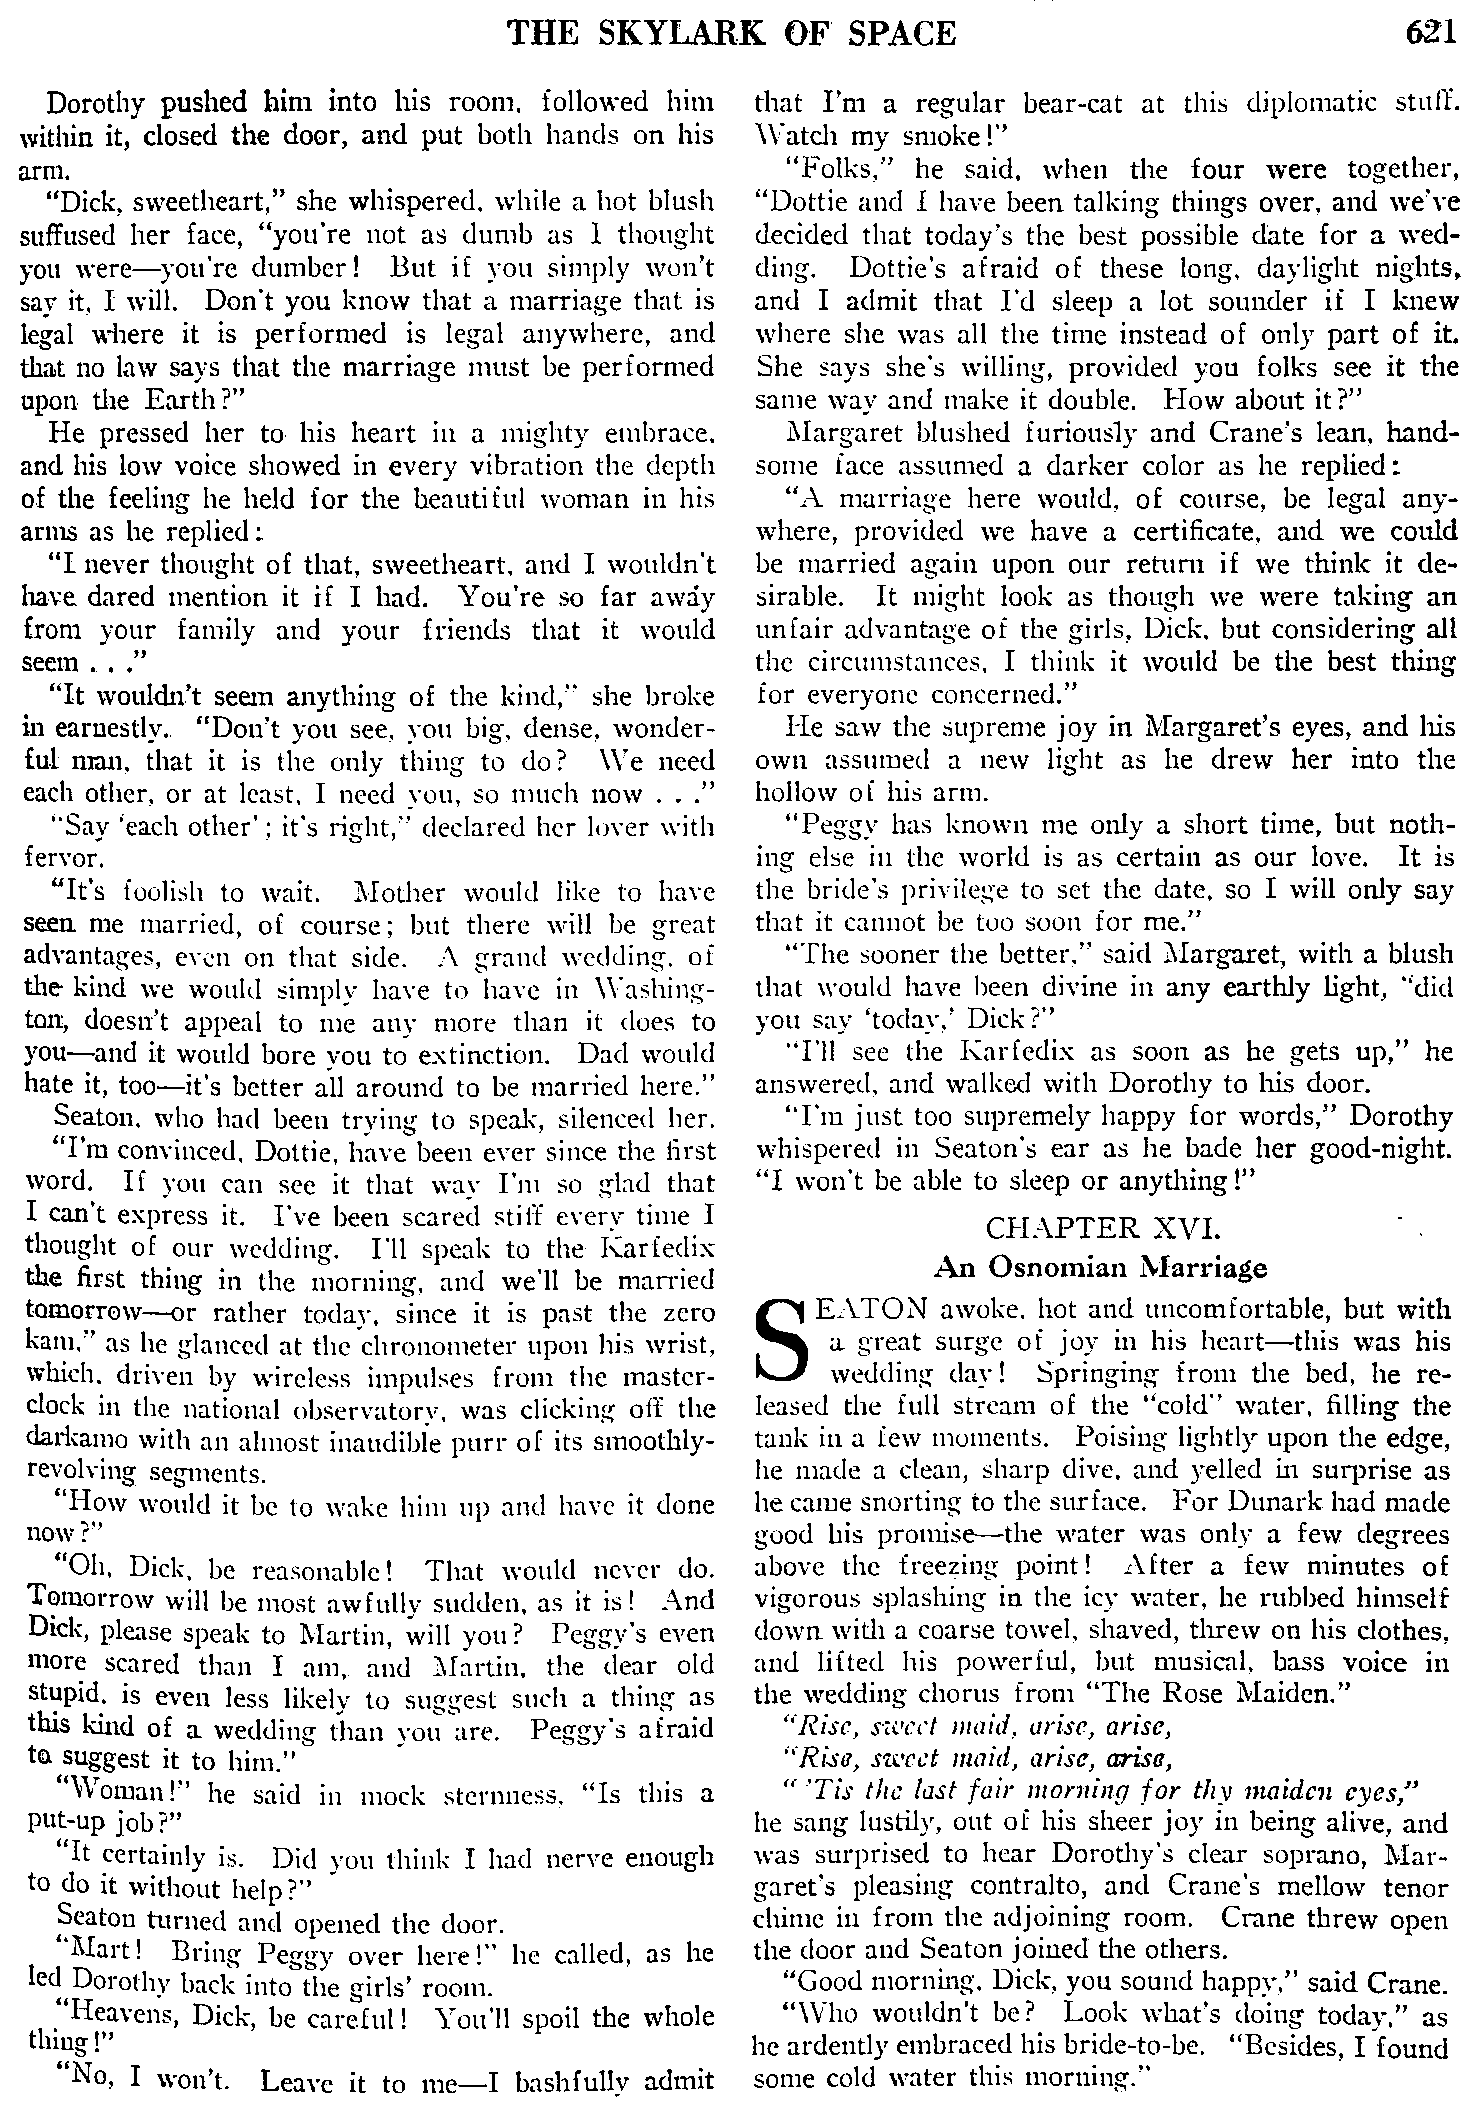 THE SKYLARK OF SPACE
621
Dorothy pushed him into his room, followed him
within it, closed the door, and put both hands on his
arm.
“Dick, sweetheart,” she whispered, while a hot blush
suffused her face, “you're not as dumb as I thought
you were—you're dumber! But if you simply won't
say it, I will. Don't you know that a marriage that is
legal where it is performed is legal anywhere, and
that no law says that the marriage must be performed
upon the Earth?”
He pressed her to his heart in a mighty embrace,
and his low voice showed in every vibration the depth
of the feeling he held for the beautiful woman in his
arms as he replied:
“I never thought of that, sweetheart, and I wouldn't
have dared mention it if I had. You're so far away
from your family and your friends that it would
seem . . .”
“It wouldn't seem anything of the kind,” she broke
in earnestly. “Don't you see, you big, dense, wonder-
ful man, that it is the only thing to do? We need
each other, or at least, I need you, so much now . . .”
“Say ‘each other’; it's right,” declared her lover with
fervor.
“It's foolish to wait. Mother would like to have
seen me married, of course; but there will be great
advantages, even on that side. A grand wedding, of
the kind we would simply have to have in Washing-
ton, doesn't appeal to me any more than it does to
you—and it would bore you to extinction. Dad would
hate it, too—it's better all around to be married here.”
Seaton, who had been trying to speak, silenced her.
“I'm convinced, Dottie, have been ever since the first
word. If you can see it that way I'm so glad that
I can't express it. I've been scared stiff every time I
thought of our wedding. I'll speak to the Karfedix
the first thing in the morning, and we'll be married
tomorrow—or rather today, since it is past the zero
kam,” as he glanced at the chronometer upon his wrist,
which, driven by wireless impulses from the master-
clock in the national observatory, was clicking off the
darkamo with an almost inaudible purr of its smoothly-
revolving segments.
“How would it be to wake him up and have it done
now?”
“Oh, Dick, be reasonable! That would never do.
Tomorrow will be most awfully sudden, as it is! And
Dick, please speak to Martin, will you? Peggy's even
more scared than I am, and Martin, the dear old
stupid, is even less likely to suggest such a thing as
this kind of a wedding than you are. Peggy's afraid
to suggest it to him.”
“Woman!” he said in mock sternness, “Is this a
put-up job?”
“It certainly is. Did you think I had nerve enough
to do it without help?”
Seaton turned and opened the door.
“Mart! Bring Peggy over here!” he called, as he
led Dorothy back into the girls' room.
“Heavens, Dick, be careful! You'll spoil the whole
thing!”
“No, I won't. Leave it to me—I bashfully admit
that I'm a regular bear-cat at this diplomatic stuff.
Watch my smoke!”
“Folks,” he said, when the four were together,
“Dottie and I have been talking things over, and we've
decided that today's the best possible date for a wed-
ding. Dottie's afraid of these long, daylight nights,
and I admit that I'd sleep a lot sounder if I knew
where she was all the time instead of only part of it.
She says she's willing, provided you folks see it the
same way and make it double. How about it?”
Margaret blushed furiously and Crane's lean, hand-
some face assumed a darker color as he replied:
“A marriage here would, of course, be legal any-
where, provided we have a certificate, and we could
be married again upon our return if we think it de-
sirable. It might look as though we were taking an
unfair advantage of the girls, Dick, but considering all
the circumstances, I think it would be the best thing
for everyone concerned.”
He saw the supreme joy in Margaret's eyes, and his
own assumed a new light as he drew her into the
hollow of his arm.
“Peggy has known me only a short time, but noth-
ing else in the world is as certain as our love. It is
the bride's privilege to set the date, so I will only say
that it cannot be too soon for me.”
“The sooner the better,” said Margaret, with a blush
that would have been divine in any earthly light, “did
you say ‘today,’ Dick?”
“I'll see the Karfedix as soon as he gets up,” he
answered, and walked with Dorothy to his door.
“I'm just too supremely happy for words,” Dorothy
whispered in Seaton's ear as he bade her good-night.
“I won't be able to sleep or anything!”
CHAPTER XVI.
An Osnomian Marriage
SEATON awoke, hot and uncomfortable, but with
a great surge of joy in his heart—this was his
wedding day! Springing from the bed, he re-
leased the full stream of the “cold” water, filling the
tank in a few moments. Poising lightly upon the edge,
he made a clean, sharp dive, and yelled in surprise as
he came snorting to the surface. For Dunark had made
good his promise—the water was only a few degrees
above the freezing point! After a few minutes of
vigorous splashing in the icy water, he rubbed himself
down with a coarse towel, shaved, threw on his clothes,
and lifted his powerful, but musical, bass voice in
the wedding chorus from “The Rose Maiden.”
“Rise, sweet maid, arise, arise,
“Rise, sweet maid, arise, arise,
“ 'Tis the last fair morning for thy maiden eyes,”
he sang lustily, out of his sheer joy in being alive, and
was surprised to hear Dorothy's clear soprano, Mar-
garet's pleasing contralto, and Crane's mellow tenor
chime in from the adjoining room. Crane threw open
the door and Seaton joined the others.
“Good morning, Dick, you sound happy,” said Crane.
“Who wouldn't be? Look what's doing today,” as
he ardently embraced his bride-to-be. “Besides, I found
some cold water this morning.”